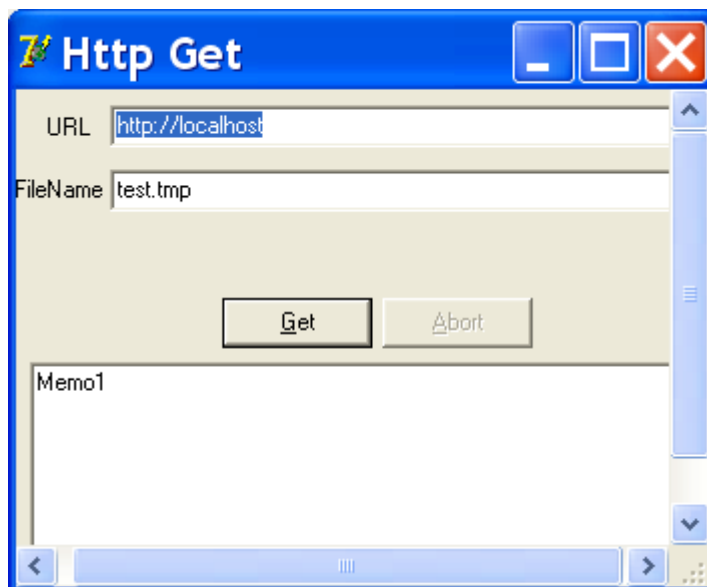 Http Get
URL http://localhost
FileName test.tmp
Get Abort
Memo1